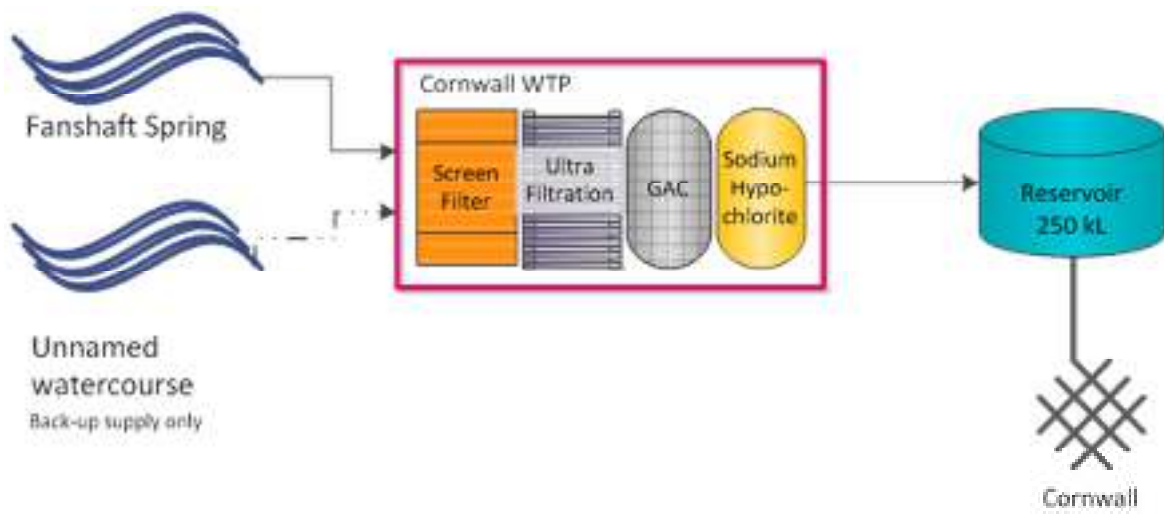 Fanshaft Spring
Unnamed
watercourse
Back-up supply only
Cornwall WTP
Screen
Filter
Ultra
Filtration
GAC
Sodium
Hypo-
chlorite
Reservoir
250 kL
Cornwall